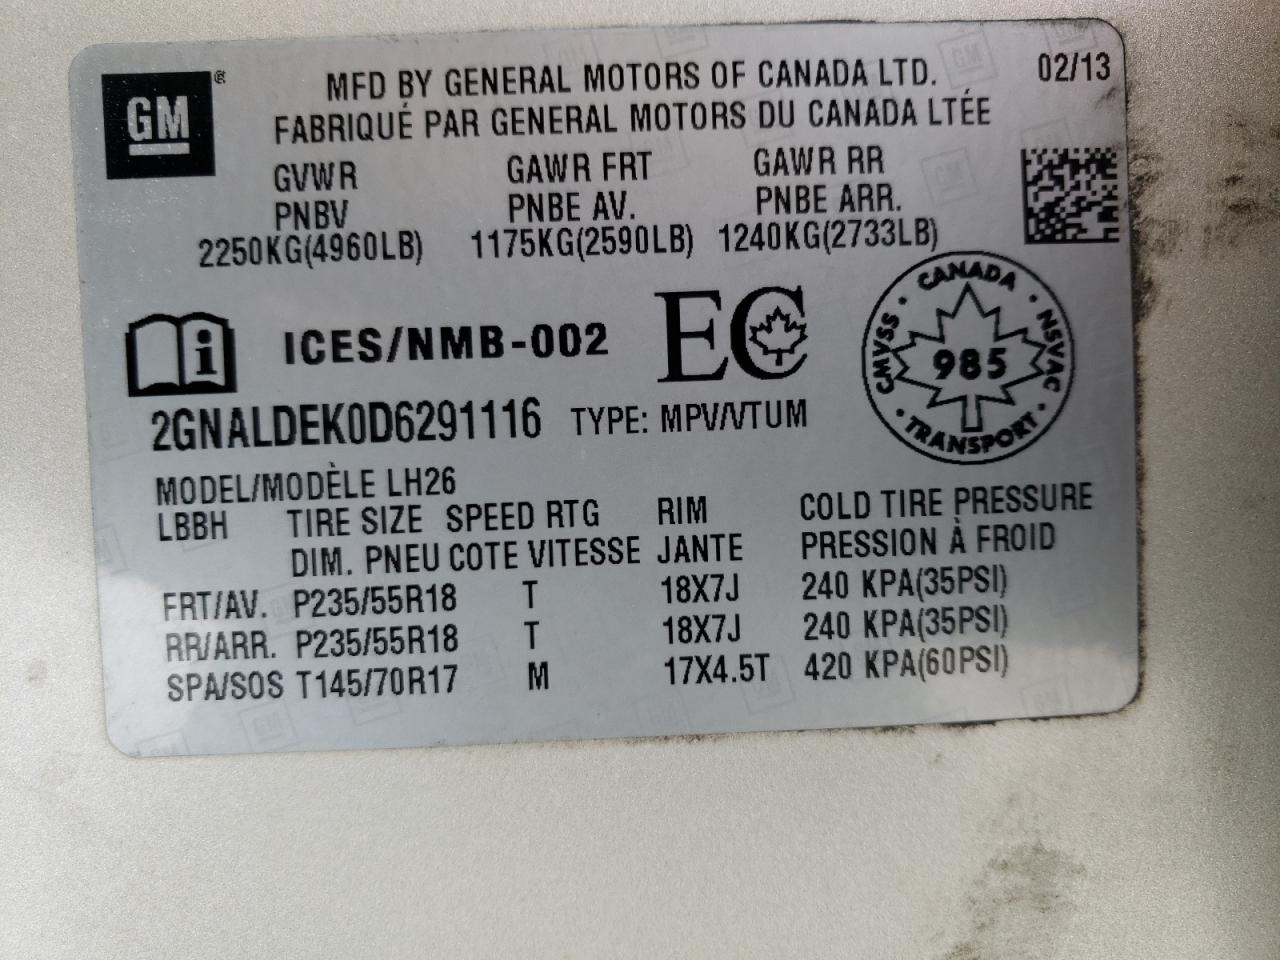 GM ®
MFD BY GENERAL MOTORS OF CANADA LTD. 02/13
FABRIQUÉ PAR GENERAL MOTORS DU CANADA LTÉE
GVWR GAWR FRT GAWR RR
PNBV PNBE AV. PNBE ARR.
2250KG(4960LB) 1175KG(2590LB) 1240KG(2733LB)
ICES/NMB-002 EC
CANADA
CMVSS 985 NSVAC
TRANSPORT
2GNALDEK0D6291116 TYPE: MPV/VTUM
MODEL/MODÈLE LH26
LBBH TIRE SIZE SPEED RTG RIM COLD TIRE PRESSURE
DIM. PNEU COTE VITESSE JANTE PRESSION À FROID
FRT/AV. P235/55R18 T 18X7J 240 KPA(35PSI)
RR/ARR. P235/55R18 T 18X7J 240 KPA(35PSI)
SPA/SOS T145/70R17 M 17X4.5T 420 KPA(60PSI)